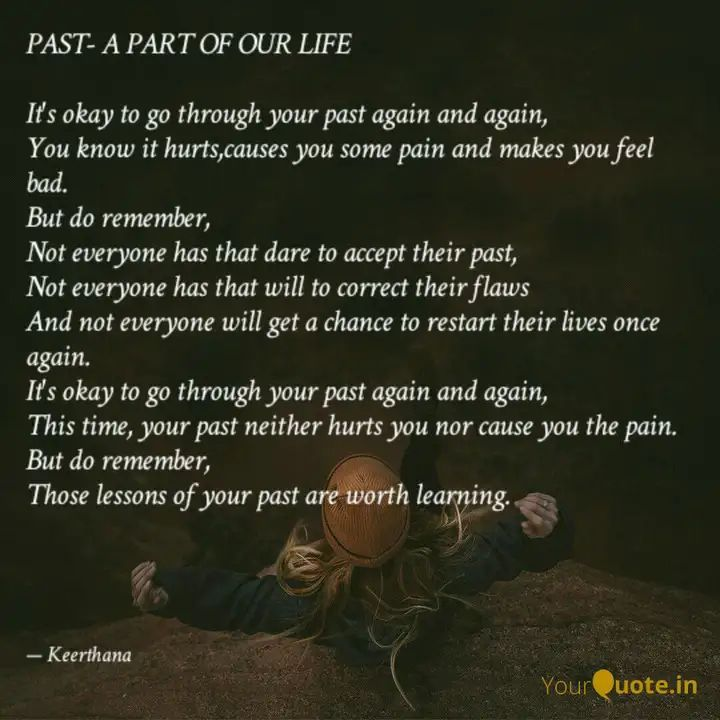 PAST- A PART OF OUR LIFE
It's okay to go through your past again and again,
You know it hurts,causes you some pain and makes you feel
bad.
But do remember,
Not everyone has that dare to accept their past,
Not everyone has that will to correct their flaws
And not everyone will get a chance to restart their lives once
again.
It's okay to go through your past again and again,
This time, your past neither hurts you nor cause you the pain.
But do remember,
Those lessons of your past are worth learning.
— Keerthana
YourQuote.in